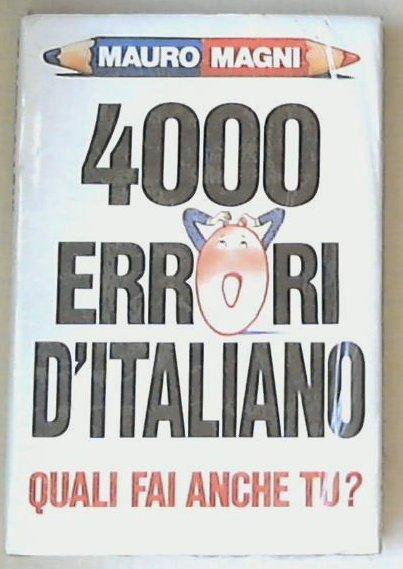 MAURO MAGNI
4000
ERRORI
D'ITALIANO
QUALI FAI ANCHE TU?